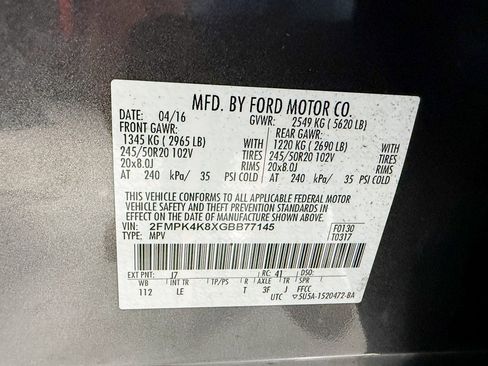 MFD. BY FORD MOTOR CO.
DATE: 04/16 GVWR: 2549 KG ( 5620 LB)
FRONT GAWR: REAR GAWR:
1345 KG ( 2965 LB) 1220 KG ( 2690 LB)
245/50R20 102V TIRES 245/50R20 102V TIRES
20x8.0J RIMS 20x8.0J RIMS
AT 240 kPa/ 35 PSI COLD AT 240 kPa/ 35 PSI COLD
THIS VEHICLE CONFORMS TO ALL APPLICABLE FEDERAL MOTOR
VEHICLE SAFETY AND THEFT PREVENTION STANDARDS IN
EFFECT ON THE DATE OF MANUFACTURE SHOWN ABOVE.
VIN: 2FMPK4K8XGBB77145 F0130
TYPE: MPV T0317
EXT PNT: J7 RC: 41 DSO:
WB INT TR TP/PS R AXLE TR SPR
112 LE T 3F J FFCC
UTC 5U5A-1520472-BA